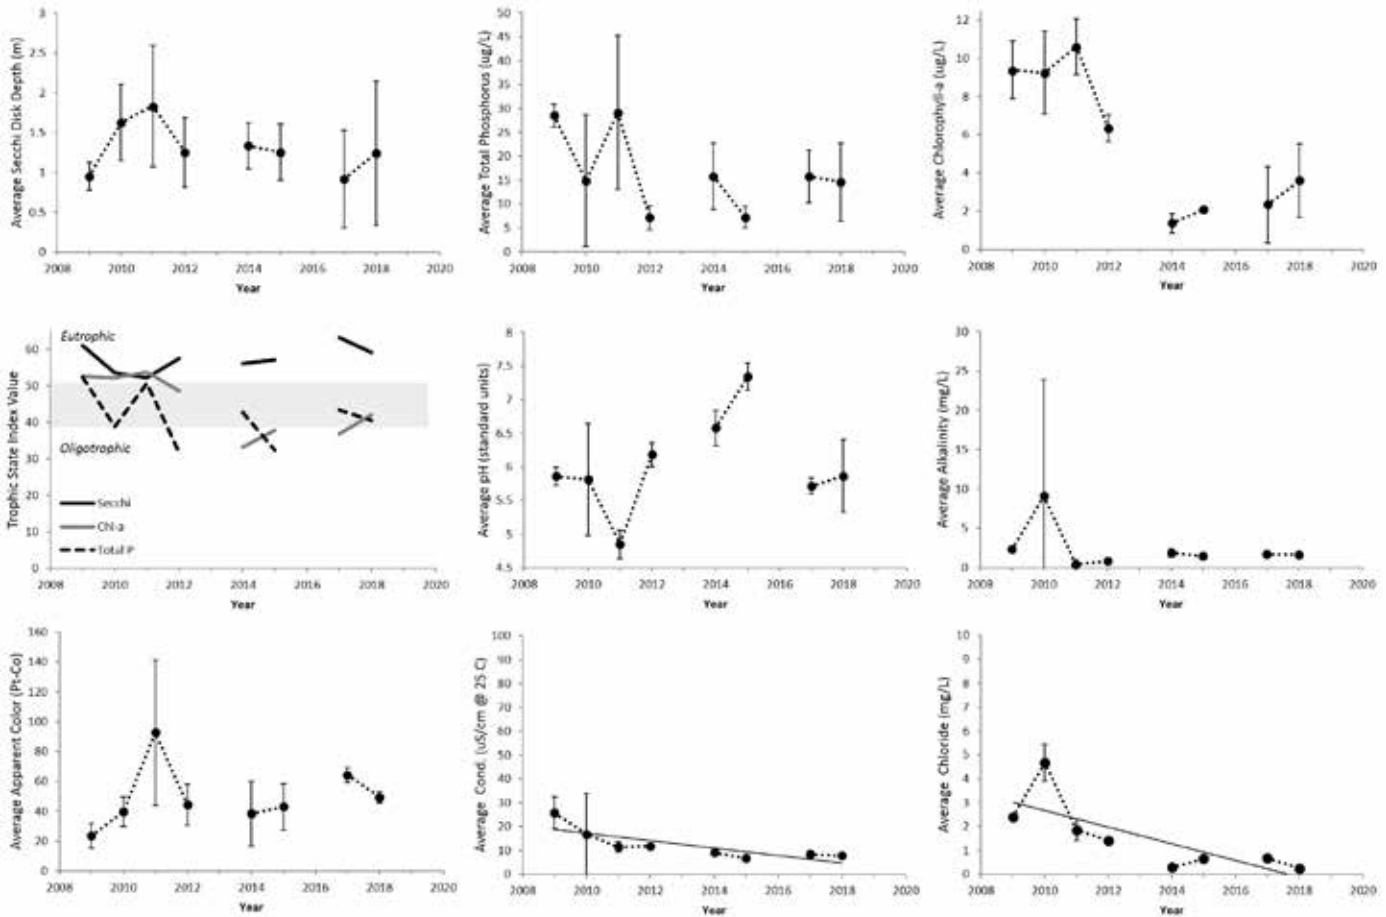 3
2.5
2
1.5
1
0.5
0
2008 2010 2012 2014 2016 2018 2020
Year
Average Secchi Disk Depth (m)
50
45
40
35
30
25
20
15
10
5
0
2008 2010 2012 2014 2016 2018 2020
Year
Average Total Phosphorus (ug/L)
12
10
8
6
4
2
0
2008 2010 2012 2014 2016 2018 2020
Year
Average Chlorophyll-a (ug/L)
60
50
40
30
20
10
0
Eutrophic
Oligotrophic
Secchi
Chl-a
Total P
2008 2010 2012 2014 2016 2018 2020
Year
Trophic State Index Value
8
7.5
7
6.5
6
5.5
5
4.5
2008 2010 2012 2014 2016 2018 2020
Year
Average pH (standard units)
30
25
20
15
10
5
0
2008 2010 2012 2014 2016 2018 2020
Year
Average Alkalinity (mg/L)
160
140
120
100
80
60
40
20
0
2008 2010 2012 2014 2016 2018 2020
Year
Average Apparent Color (Pt-Co)
100
90
80
70
60
50
40
30
20
10
0
2008 2010 2012 2014 2016 2018 2020
Year
Average Cond. (uS/cm @ 25 C)
10
9
8
7
6
5
4
3
2
1
0
2008 2010 2012 2014 2016 2018 2020
Year
Average Chloride (mg/L)